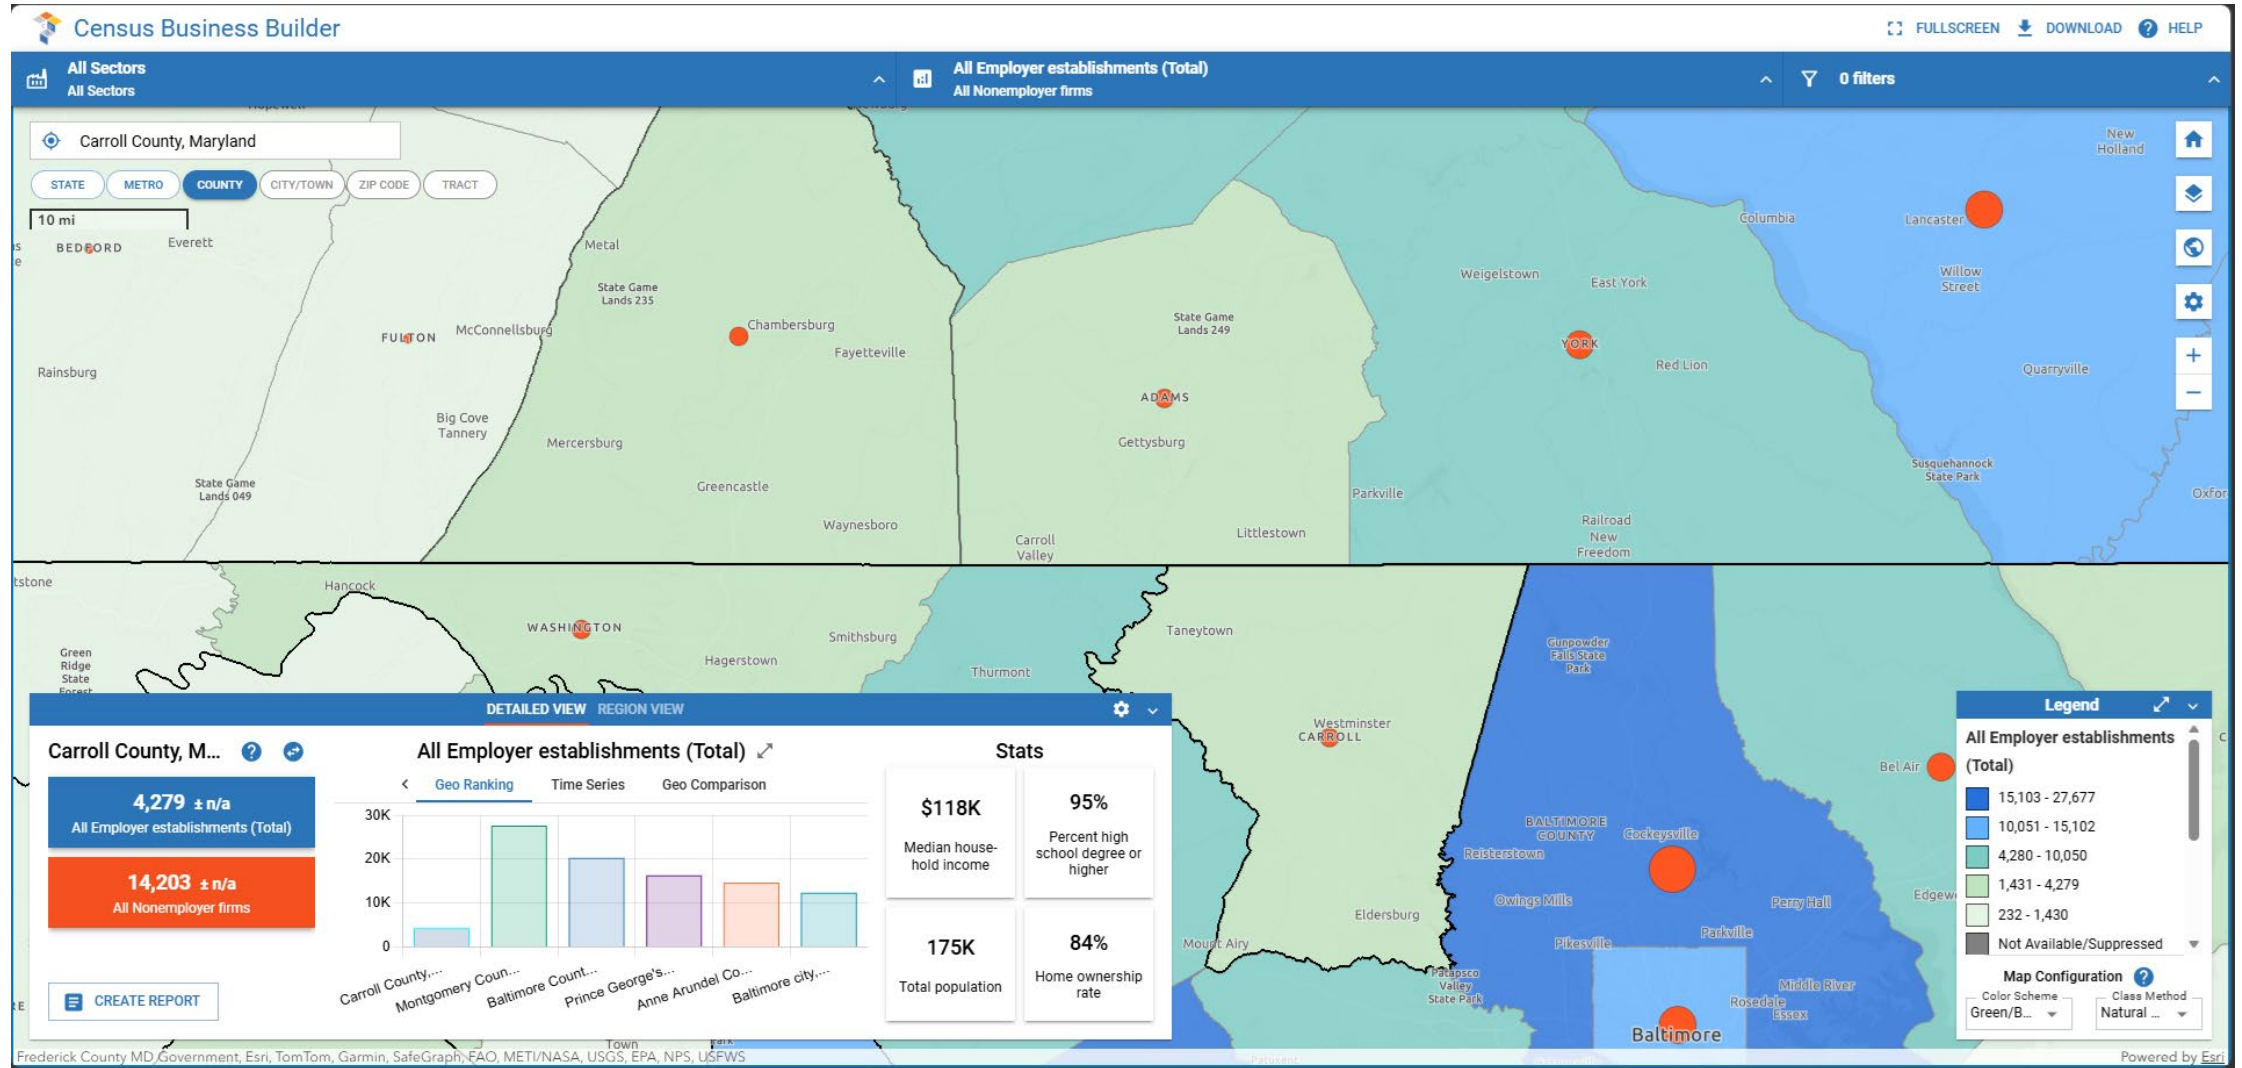 Census Business Builder
FULLSCREEN
DOWNLOAD
HELP
All Sectors
All Sectors
All Employer establishments (Total)
All Nonemployer firms
0 filters
Carroll County, Maryland
STATE
METRO
COUNTY
CITY/TOWN
ZIP CODE
TRACT
10 mi
BEDFORD
Everett
Rainsburg
FULTON
McConnellsburg
Big Cove
Tannery
State Game
Lands 049
Metal
State Game
Lands 235
Chambersburg
Fayetteville
Mercersburg
Greencastle
Waynesboro
State Game
Lands 249
ADAMS
Gettysburg
Carroll
Valley
Littlestown
Weigelstown
East York
YORK
Red Lion
Parkville
Railroad
New
Freedom
Columbia
Lancaster
Willow
Street
New
Holland
Quarryville
Susquehannock
State Park
Oxfor
tstone
Hancock
WASHINGTON
Smithsburg
Hagerstown
Green
Ridge
State
Forest
Thurmont
Taneytown
Westminster
CARROLL
Eldersburg
Mount Airy
Gunpowder
Falls State
Park
BALTIMORE
COUNTY
Cockeysville
Reisterstown
Owings Mills
Perry Hall
Parkville
Pikesville
Patapsco
Valley
State Park
Middle River
Rosedale
Essex
Baltimore
Bel Air
Edgew
DETAILED VIEW
REGION VIEW
Carroll County, M...
4,279 ± n/a
All Employer establishments (Total)
14,203 ± n/a
All Nonemployer firms
CREATE REPORT
All Employer establishments (Total)
Geo Ranking
Time Series
Geo Comparison
30K
20K
10K
0
Carroll County,...
Montgomery Coun...
Baltimore Count...
Prince George's...
Anne Arundel Co...
Baltimore city,...
Stats
$118K
Median house-
hold income
95%
Percent high
school degree or
higher
175K
Total population
84%
Home ownership
rate
Legend
All Employer establishments
(Total)
15,103 - 27,677
10,051 - 15,102
4,280 - 10,050
1,431 - 4,279
232 - 1,430
Not Available/Suppressed
Map Configuration
Color Scheme
Green/B...
Class Method
Natural ...
Town
Frederick County MD Government, Esri, TomTom, Garmin, SafeGraph, FAO, METI/NASA, USGS, EPA, NPS, USFWS
Powered by Esri